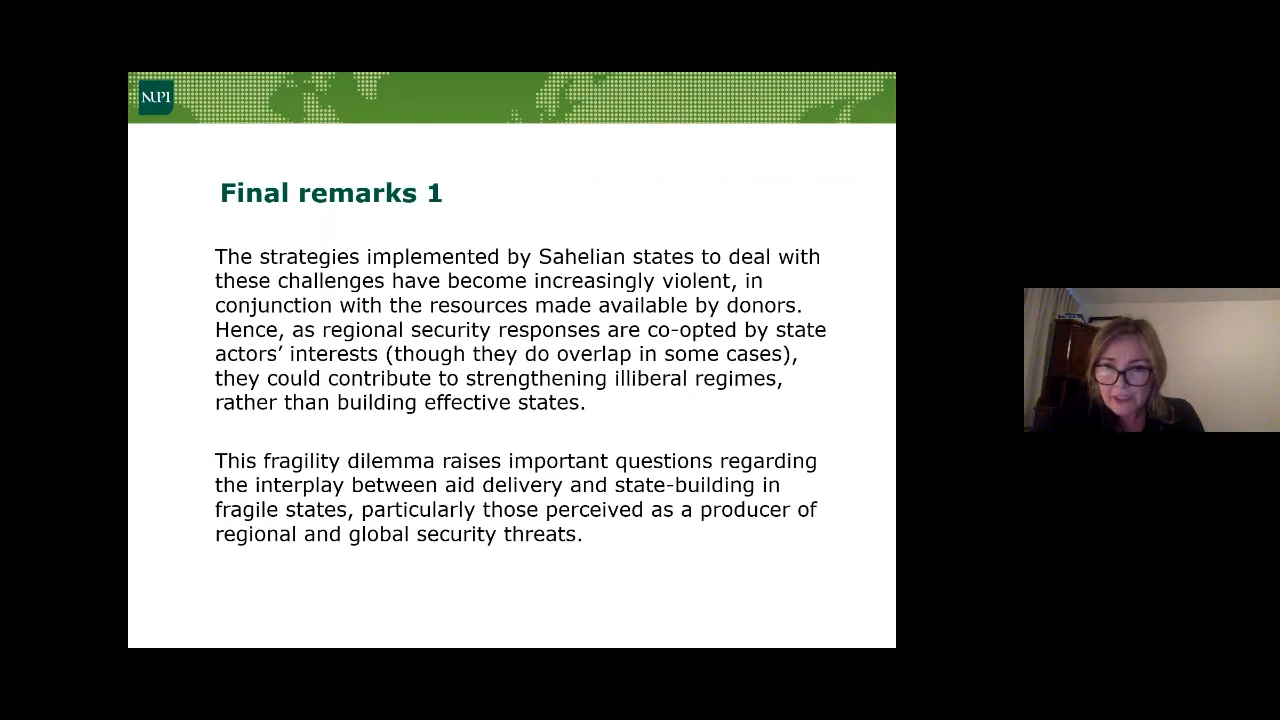 NUPI
Final remarks 1
The strategies implemented by Sahelian states to deal with
these challenges have become increasingly violent, in
conjunction with the resources made available by donors.
Hence, as regional security responses are co-opted by state
actors’ interests (though they do overlap in some cases),
they could contribute to strengthening illiberal regimes,
rather than building effective states.
This fragility dilemma raises important questions regarding
the interplay between aid delivery and state-building in
fragile states, particularly those perceived as a producer of
regional and global security threats.